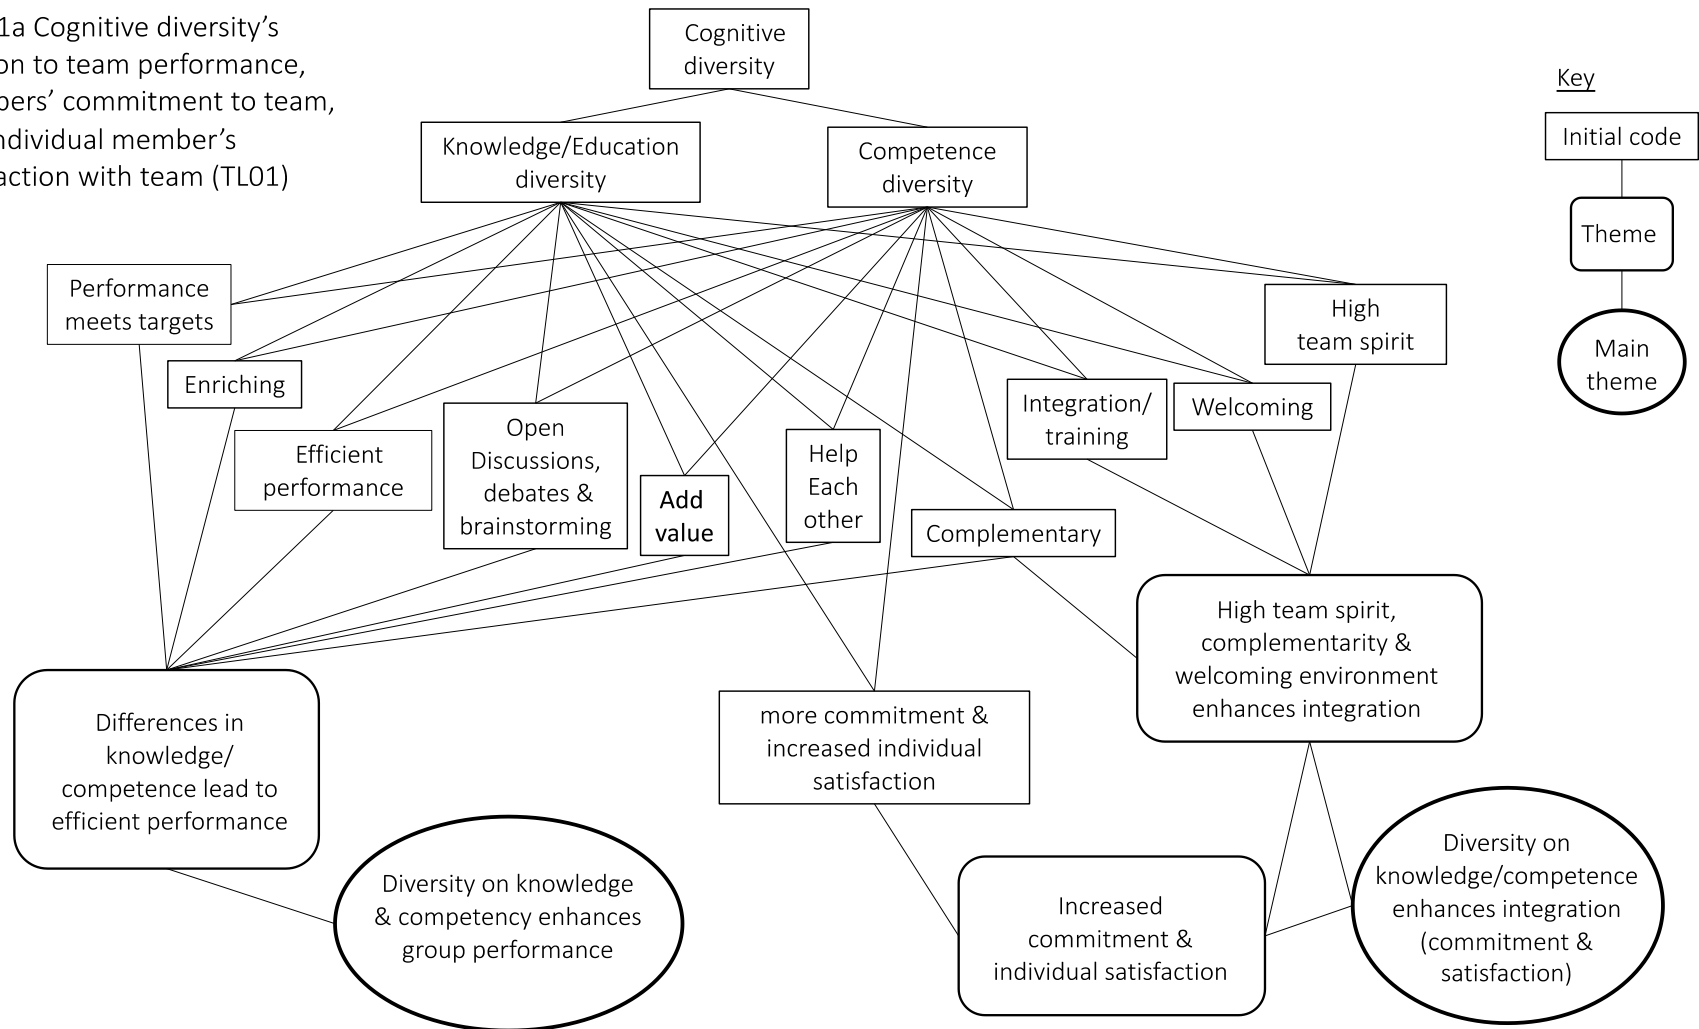 1a Cognitive diversity's
to team performance,
commitment to team,
member's
with team (TL01)
Cognitive
diversity
Key
Initial code
Theme
Main
theme
Knowledge/Education
diversity
Competence
diversity
Performance
meets targets
High
team spirit
Enriching
Integration/
training
Welcoming
Efficient
performance
Open
Discussions,
debates &
brainstorming
Add
value
Help
Each
other
Complementary
High team spirit,
complementarity &
welcoming environment
enhances integration
Differences in
knowledge/
competence lead to
efficient performance
more commitment &
increased individual
satisfaction
Diversity on knowledge
& competency enhances
group performance
Increased
commitment &
individual satisfaction
Diversity on
knowledge/competence
enhances integration
(commitment &
satisfaction)